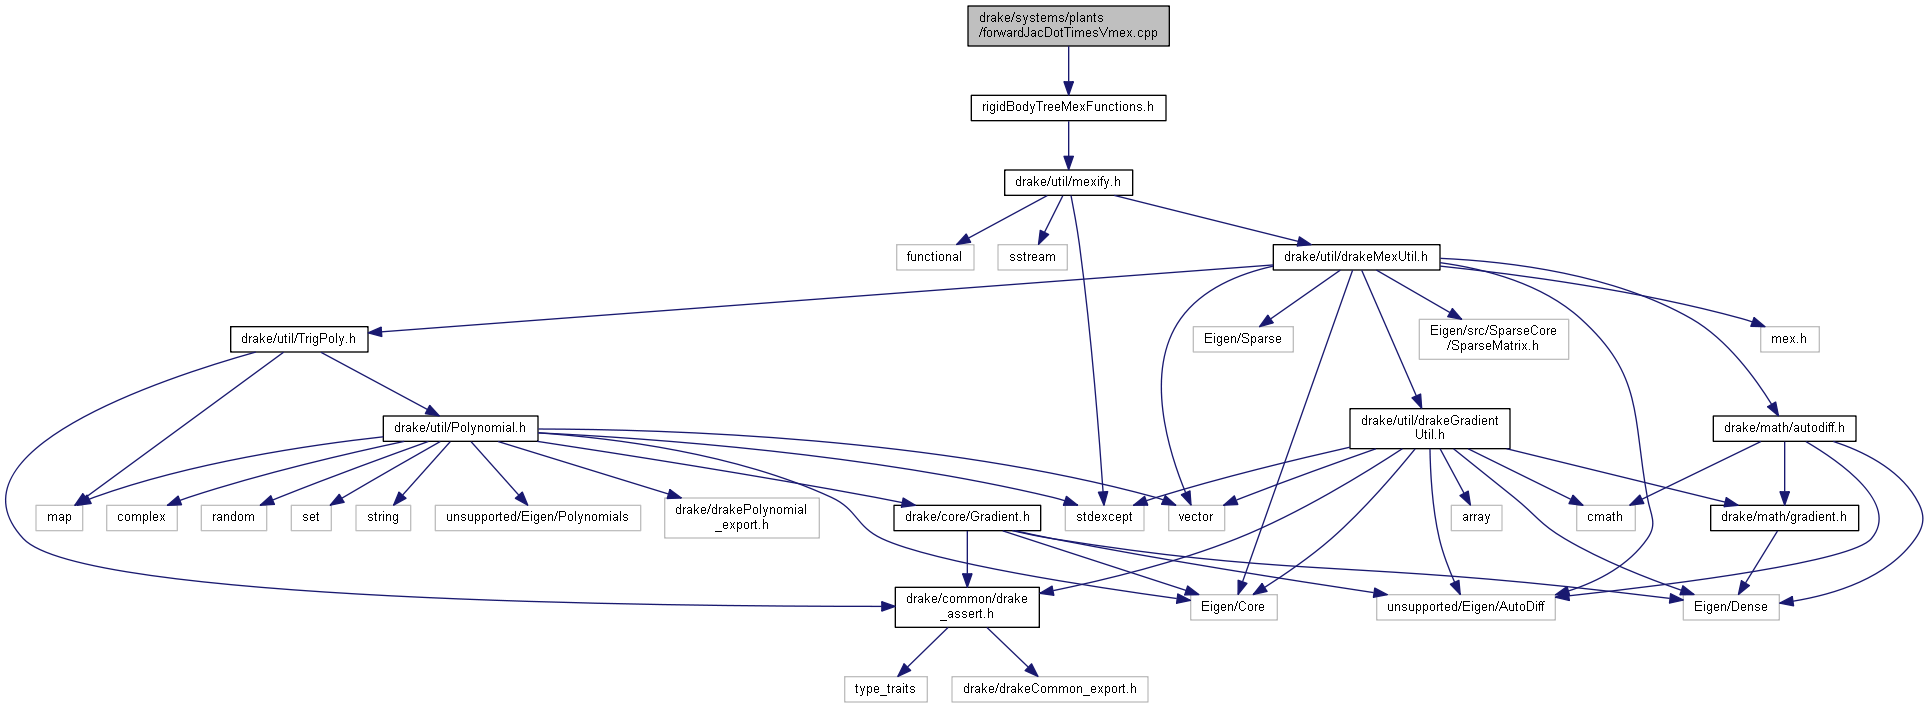 drake/systems/plants
/forwardJacDotTimesVmex.cpp
rigidBodyTreeMexFunctions.h
drake/util/mexify.h
functional
sstream
drake/util/drakeMexUtil.h
drake/util/TrigPoly.h
Eigen/Sparse
Eigen/src/SparseCore
/SparseMatrix.h
mex.h
drake/util/Polynomial.h
drake/util/drakeGradient
Util.h
drake/math/autodiff.h
map
complex
random
set
string
unsupported/Eigen/Polynomials
drake/drakePolynomial
_export.h
drake/core/Gradient.h
stdexcept
vector
array
cmath
drake/math/gradient.h
drake/common/drake
_assert.h
Eigen/Core
unsupported/Eigen/AutoDiff
Eigen/Dense
type_traits
drake/drakeCommon_export.h